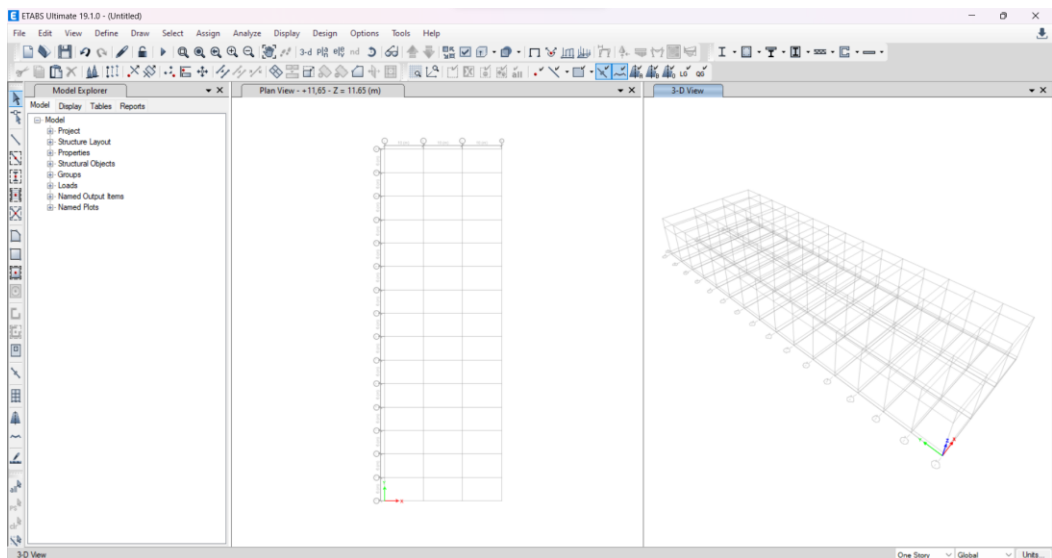 ETABS Ultimate 19.1.0 - (Untitled)
File Edit View Define Draw Select Assign Analyze Display Design Options Tools Help
3-d
nd
Model Explorer
Model Display Tables Reports
Model
Project
Structure Layout
Properties
Structural Objects
Groups
Loads
Named Output Items
Named Plots
Plan View - +11,65 - Z = 11.65 (m)
3-D View
3-D View
One Story
Global
Units...